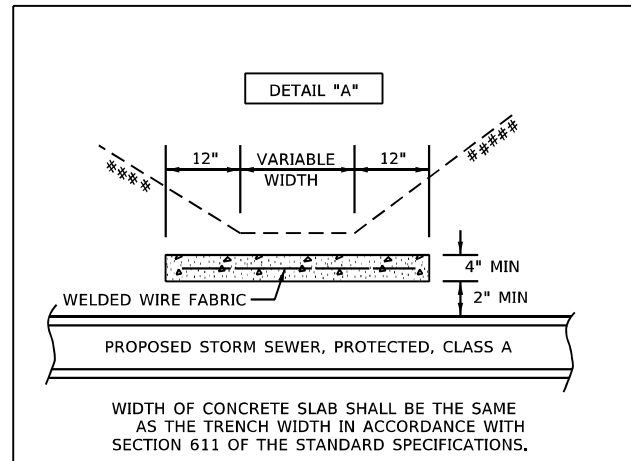 DETAIL "A"
12" VARIABLE WIDTH 12"
4" MIN
2" MIN
WELDED WIRE FABRIC
PROPOSED STORM SEWER, PROTECTED, CLASS A
WIDTH OF CONCRETE SLAB SHALL BE THE SAME
AS THE TRENCH WIDTH IN ACCORDANCE WITH
SECTION 611 OF THE STANDARD SPECIFICATIONS.